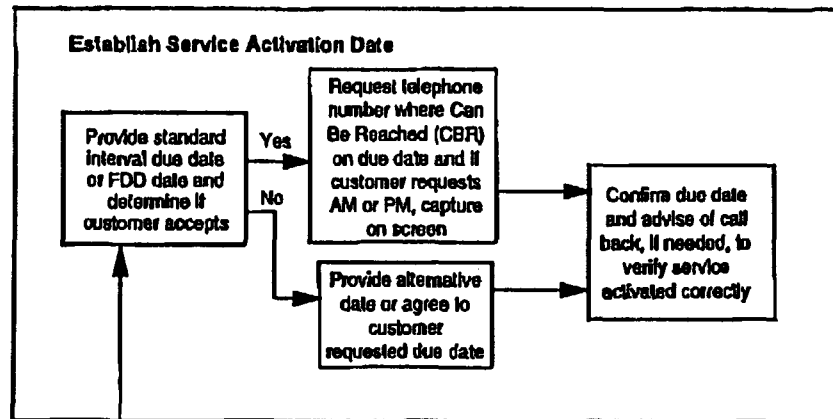 Establish Service Activation Date
Provide standard
interval due date
or FDD date and
determine if
customer accepts
Yes
No
Request telephone
number where Can
Be Reached (CBR)
on due date and if
customer requests
AM or PM, capture
on screen
Provide alternative
date or agree to
customer
requested due date
Confirm due date
and advise of call
back, if needed, to
verify service
activated correctly